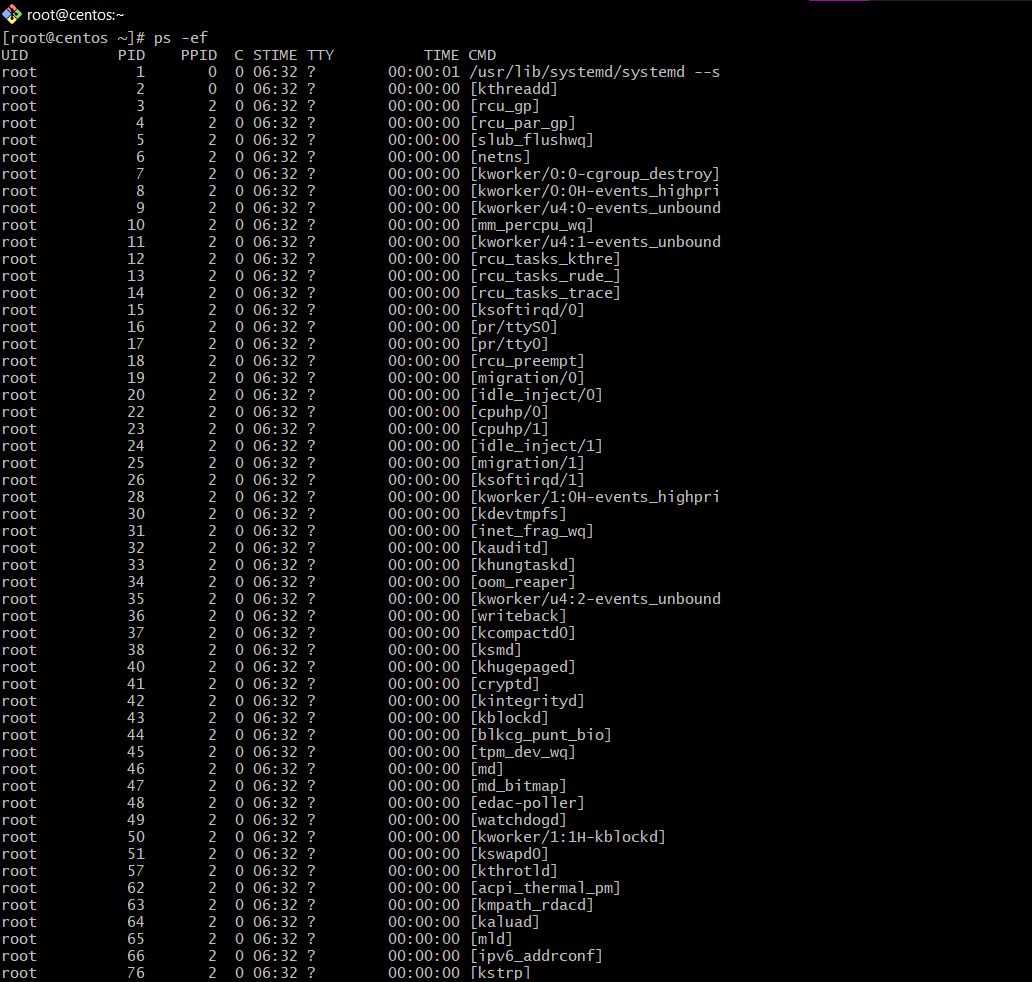 root@centos:~
[root@centos ~]# ps -ef
UID          PID    PPID  C STIME TTY          TIME CMD
root           1       0  0 06:32 ?        00:00:01 /usr/lib/systemd/systemd --s
root           2       0  0 06:32 ?        00:00:00 [kthreadd]
root           3       2  0 06:32 ?        00:00:00 [rcu_gp]
root           4       2  0 06:32 ?        00:00:00 [rcu_par_gp]
root           5       2  0 06:32 ?        00:00:00 [slub_flushwq]
root           6       2  0 06:32 ?        00:00:00 [netns]
root           7       2  0 06:32 ?        00:00:00 [kworker/0:0-cgroup_destroy]
root           8       2  0 06:32 ?        00:00:00 [kworker/0:0H-events_highpri
root           9       2  0 06:32 ?        00:00:00 [kworker/u4:0-events_unbound
root          10       2  0 06:32 ?        00:00:00 [mm_percpu_wq]
root          11       2  0 06:32 ?        00:00:00 [kworker/u4:1-events_unbound
root          12       2  0 06:32 ?        00:00:00 [rcu_tasks_kthre]
root          13       2  0 06:32 ?        00:00:00 [rcu_tasks_rude_]
root          14       2  0 06:32 ?        00:00:00 [rcu_tasks_trace]
root          15       2  0 06:32 ?        00:00:00 [ksoftirqd/0]
root          16       2  0 06:32 ?        00:00:00 [pr/ttyS0]
root          17       2  0 06:32 ?        00:00:00 [pr/tty0]
root          18       2  0 06:32 ?        00:00:00 [rcu_preempt]
root          19       2  0 06:32 ?        00:00:00 [migration/0]
root          20       2  0 06:32 ?        00:00:00 [idle_inject/0]
root          22       2  0 06:32 ?        00:00:00 [cpuhp/0]
root          23       2  0 06:32 ?        00:00:00 [cpuhp/1]
root          24       2  0 06:32 ?        00:00:00 [idle_inject/1]
root          25       2  0 06:32 ?        00:00:00 [migration/1]
root          26       2  0 06:32 ?        00:00:00 [ksoftirqd/1]
root          28       2  0 06:32 ?        00:00:00 [kworker/1:0H-events_highpri
root          30       2  0 06:32 ?        00:00:00 [kdevtmpfs]
root          31       2  0 06:32 ?        00:00:00 [inet_frag_wq]
root          32       2  0 06:32 ?        00:00:00 [kauditd]
root          33       2  0 06:32 ?        00:00:00 [khungtaskd]
root          34       2  0 06:32 ?        00:00:00 [oom_reaper]
root          35       2  0 06:32 ?        00:00:00 [kworker/u4:2-events_unbound
root          36       2  0 06:32 ?        00:00:00 [writeback]
root          37       2  0 06:32 ?        00:00:00 [kcompactd0]
root          38       2  0 06:32 ?        00:00:00 [ksmd]
root          40       2  0 06:32 ?        00:00:00 [khugepaged]
root          41       2  0 06:32 ?        00:00:00 [cryptd]
root          42       2  0 06:32 ?        00:00:00 [kintegrityd]
root          43       2  0 06:32 ?        00:00:00 [kblockd]
root          44       2  0 06:32 ?        00:00:00 [blkcg_punt_bio]
root          45       2  0 06:32 ?        00:00:00 [tpm_dev_wq]
root          46       2  0 06:32 ?        00:00:00 [md]
root          47       2  0 06:32 ?        00:00:00 [md_bitmap]
root          48       2  0 06:32 ?        00:00:00 [edac-poller]
root          49       2  0 06:32 ?        00:00:00 [watchdogd]
root          50       2  0 06:32 ?        00:00:00 [kworker/1:1H-kblockd]
root          51       2  0 06:32 ?        00:00:00 [kswapd0]
root          57       2  0 06:32 ?        00:00:00 [kthrotld]
root          62       2  0 06:32 ?        00:00:00 [acpi_thermal_pm]
root          63       2  0 06:32 ?        00:00:00 [kmpath_rdacd]
root          64       2  0 06:32 ?        00:00:00 [kaluad]
root          65       2  0 06:32 ?        00:00:00 [mld]
root          66       2  0 06:32 ?        00:00:00 [ipv6_addrconf]
root          76       2  0 06:32 ?        00:00:00 [kstrp]